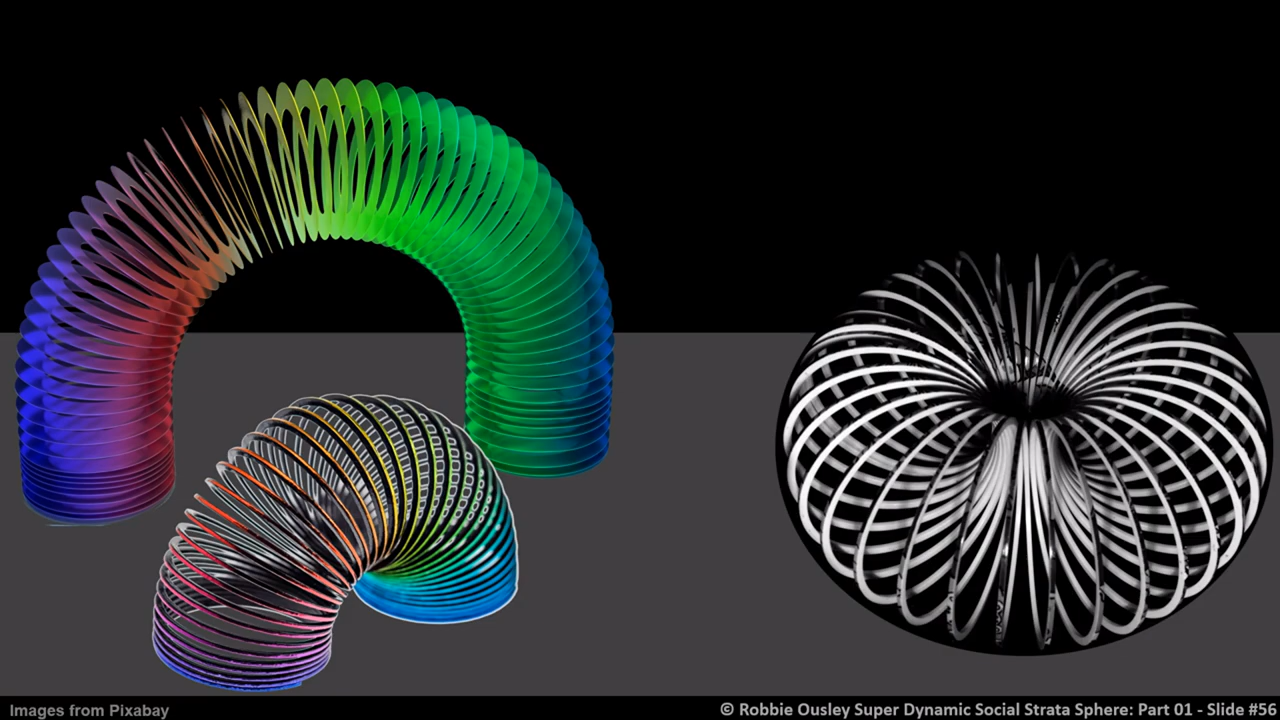 Images from Pixabay
© Robbie Ousley Super Dynamic Social Strata Sphere: Part 01 - Slide #56